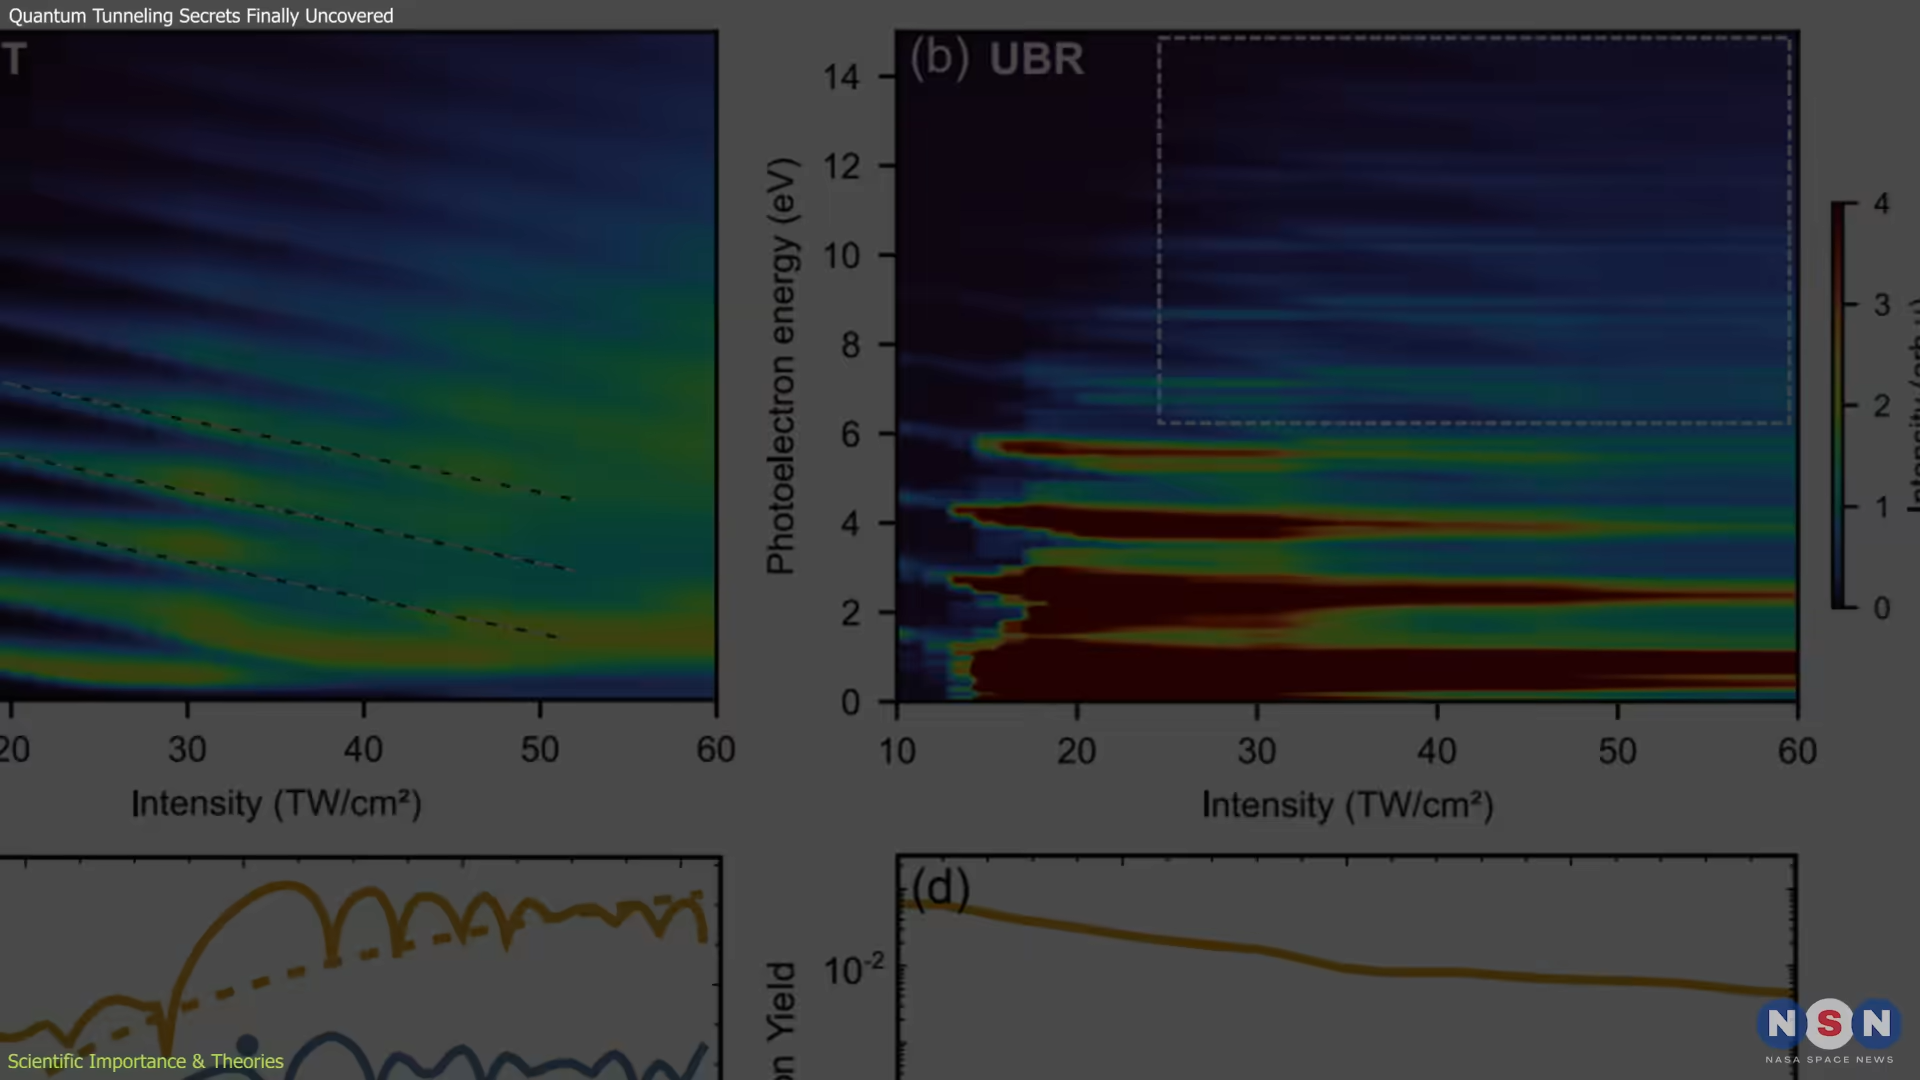 Quantum Tunneling Secrets Finally Uncovered
T
20
30
40
50
60
Intensity (TW/cm²)
(b) UBR
Photoelectron energy (eV)
14
12
10
8
6
4
2
0
10
20
30
40
50
60
Intensity (TW/cm²)
4
3
2
1
0
(d)
10⁻²
Yield
Scientific Importance & Theories
NSN
NASA SPACE NEWS